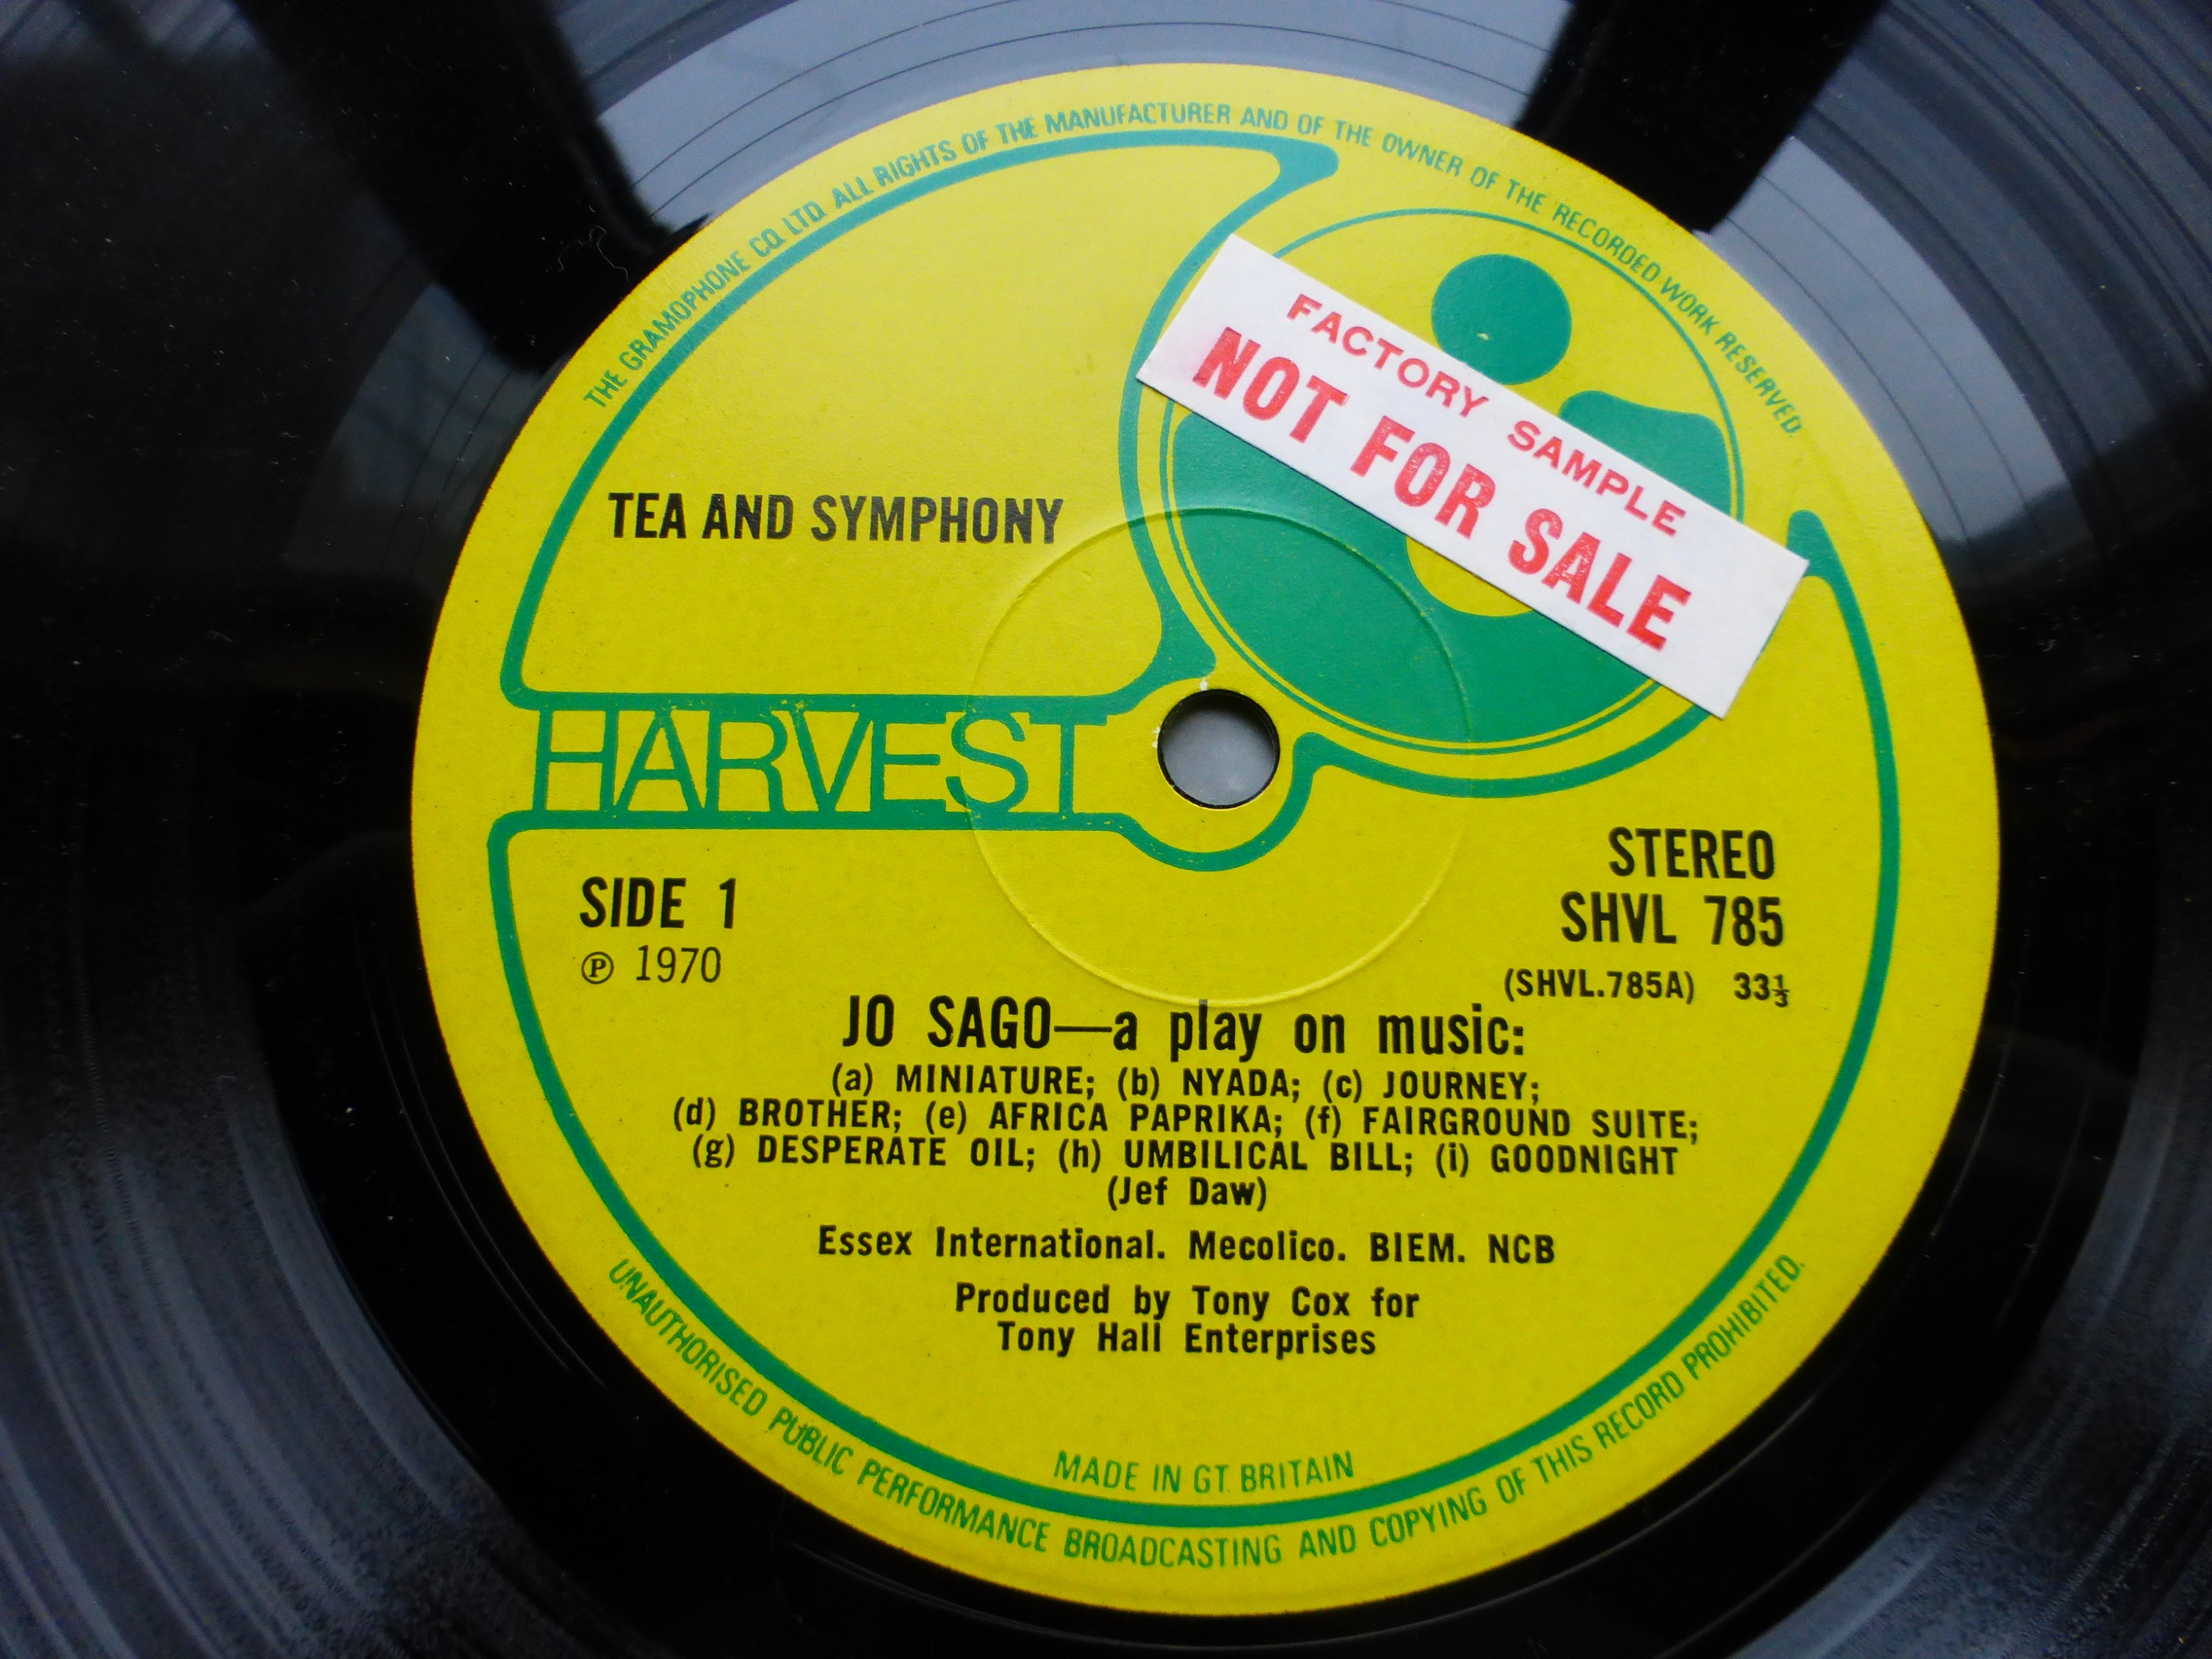 THE GRAMOPHONE CO. LTD. ALL RIGHTS OF THE MANUFACTURER AND OF THE OWNER OF THE RECORDED WORK RESERVED.
FACTORY SAMPLE
NOT FOR SALE
TEA AND SYMPHONY
HARVEST
STEREO
SIDE 1
SHVL 785
℗ 1970
(SHVL.785A) 33⅓
JO SAGO—a play on music:
(a) MINIATURE; (b) NYADA; (c) JOURNEY;
(d) BROTHER; (e) AFRICA PAPRIKA; (f) FAIRGROUND SUITE;
(g) DESPERATE OIL; (h) UMBILICAL BILL; (i) GOODNIGHT
(Jef Daw)
Essex International. Mecolico. BIEM. NCB
Produced by Tony Cox for
Tony Hall Enterprises
MADE IN GT. BRITAIN
UNAUTHORISED PUBLIC PERFORMANCE BROADCASTING AND COPYING OF THIS RECORD PROHIBITED.